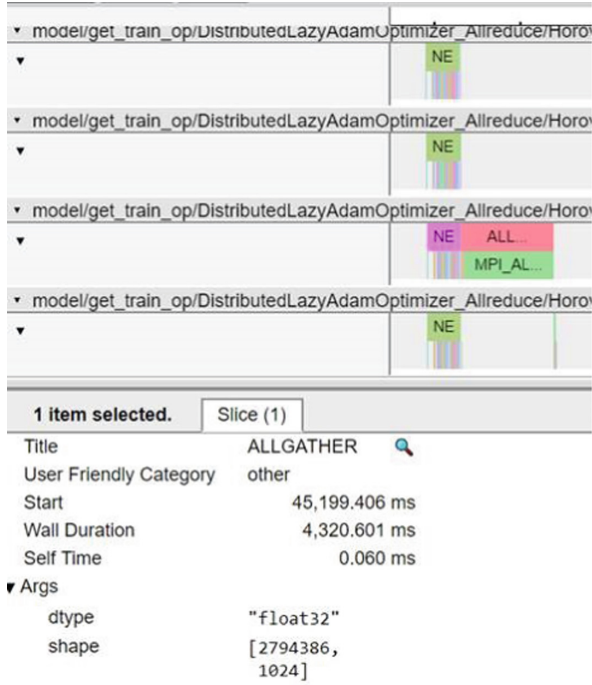 model/get_train_op/DistributedLazyAdamOptimizer_Allreduce/Horov
NE
model/get_train_op/DistributedLazyAdamOptimizer_Allreduce/Horov
NE
model/get_train_op/DistributedLazyAdamOptimizer_Allreduce/Horov
NE ALL...
MPI_AL...
model/get_train_op/DistributedLazyAdamOptimizer_Allreduce/Horov
NE
1 item selected. Slice (1)
Title ALLGATHER
User Friendly Category other
Start 45,199.406 ms
Wall Duration 4,320.601 ms
Self Time 0.060 ms
Args
dtype "float32"
shape [2794386,
1024]